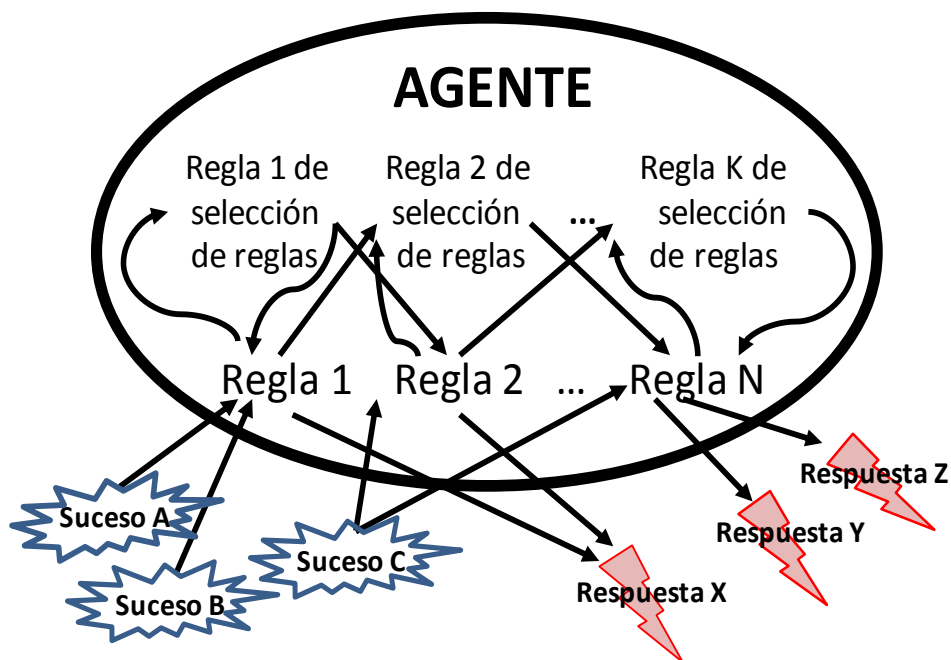 AGENTE
Regla 1 de
selección
de reglas
Regla 2 de
selección
de reglas
...
Regla K de
selección
de reglas
Regla 1
Regla 2
...
Regla N
Respuesta Z
Suceso A
Respuesta Y
Suceso C
Respuesta X
Suceso B